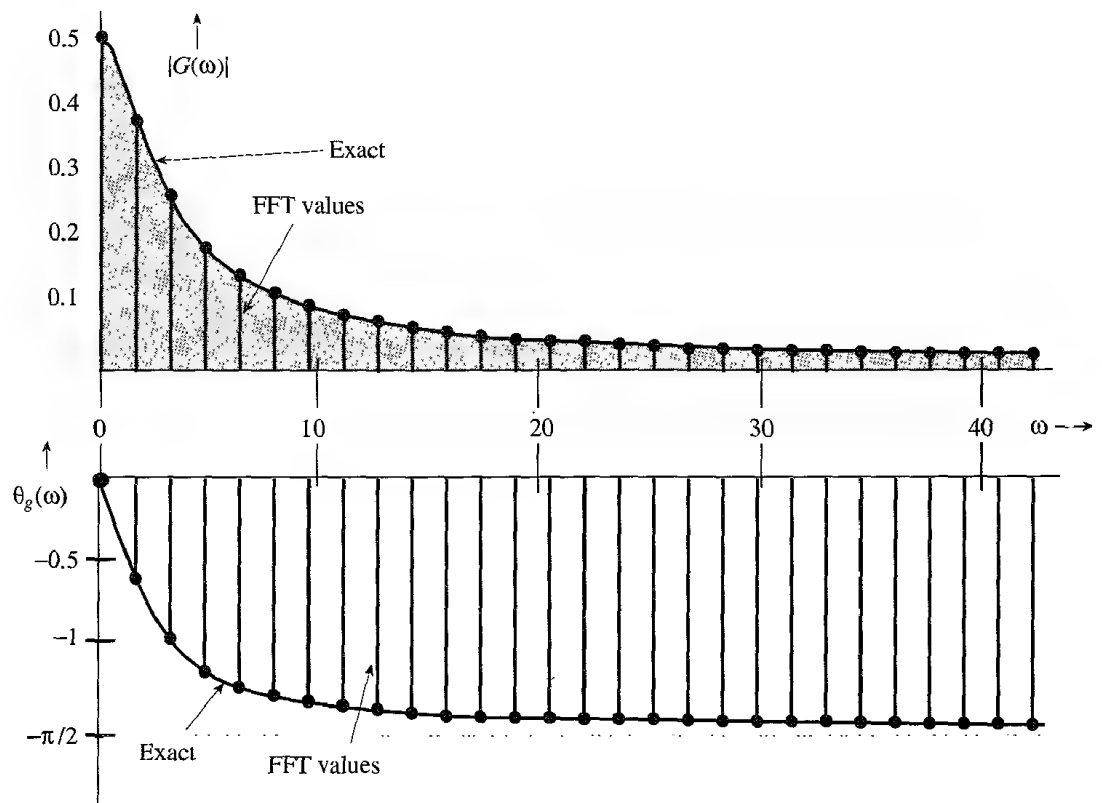 0.5
|G(ω)|
0.4
0.3
Exact
FFT values
0.2
0.1
0
10
20
30
40
ω
θg(ω)
−0.5
−1
−π/2
Exact
FFT values